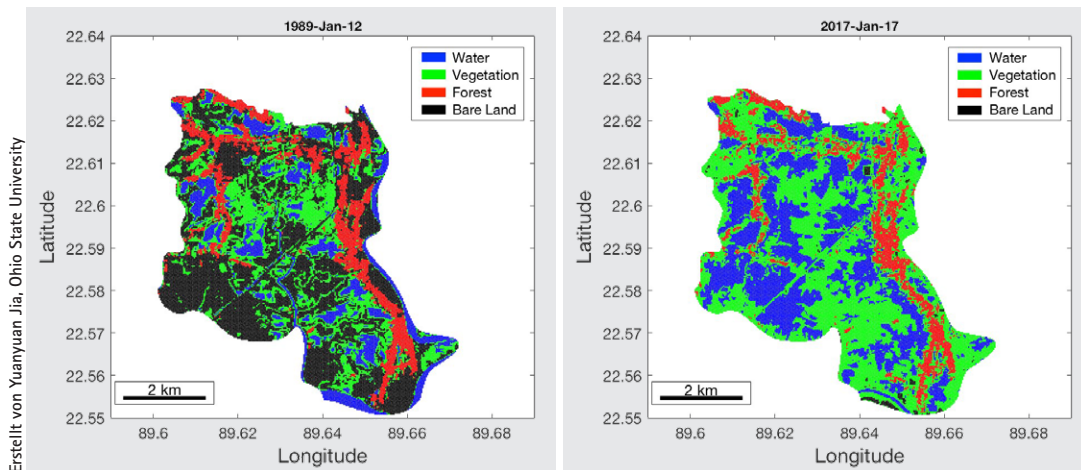 1989-Jan-12
22.64
22.63
22.62
22.61
22.6
22.59
22.58
22.57
22.56
22.55
Latitude
Water
Vegetation
Forest
Bare Land
2 km
89.6
89.62
89.64
89.66
89.68
Longitude
2017-Jan-17
22.64
22.63
22.62
22.61
22.6
22.59
22.58
22.57
22.56
22.55
Latitude
Water
Vegetation
Forest
Bare Land
2 km
89.6
89.62
89.64
89.66
89.68
Longitude
Erstellt von Yuanyuan Jia, Ohio State University